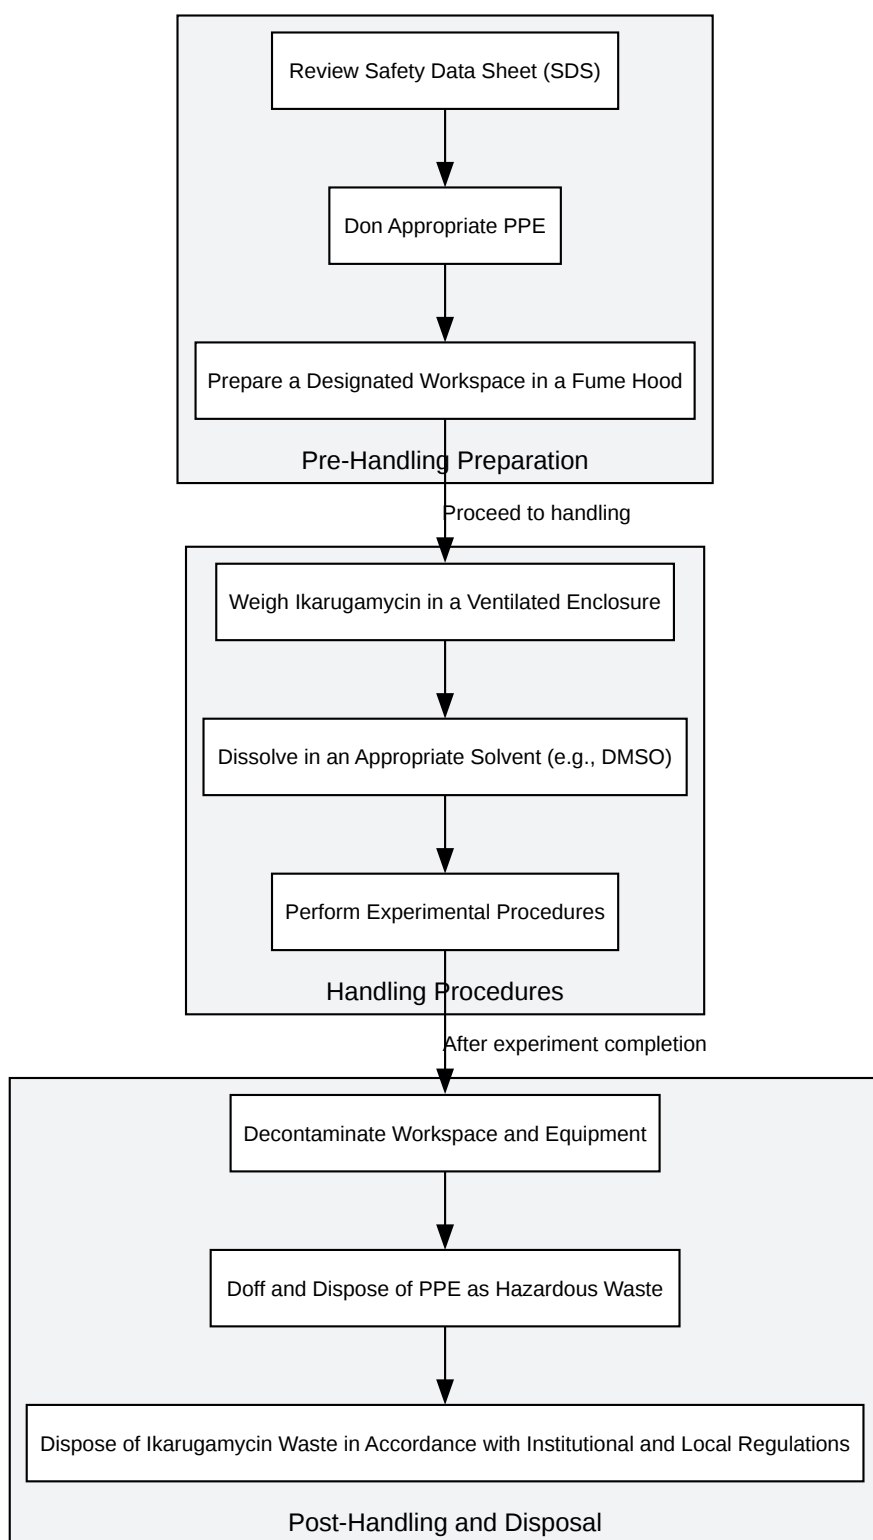 Review Safety Data Sheet (SDS)
Don Appropriate PPE
Prepare a Designated Workspace in a Fume Hood
Pre-Handling Preparation
Proceed to handling
Weigh Ikarugamycin in a Ventilated Enclosure
Dissolve in an Appropriate Solvent (e.g., DMSO)
Perform Experimental Procedures
Handling Procedures
After experiment completion
Decontaminate Workspace and Equipment
Doff and Dispose of PPE as Hazardous Waste
Dispose of Ikarugamycin Waste in Accordance with Institutional and Local Regulations
Post-Handling and Disposal